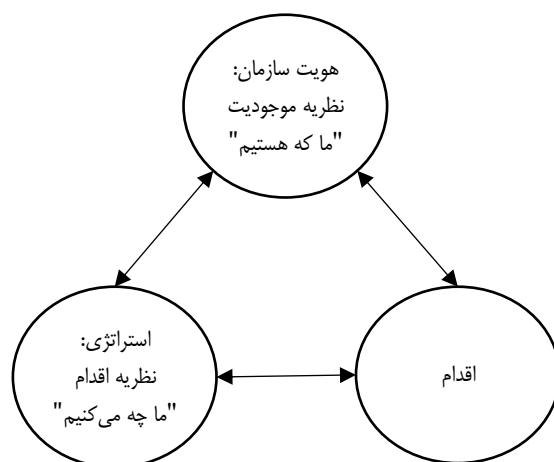 هویت سازمان:
نظریه موجودیت
"ما که هستیم"
استراتژی:
نظریه اقدام
"ما چه می‌کنیم"
اقدام